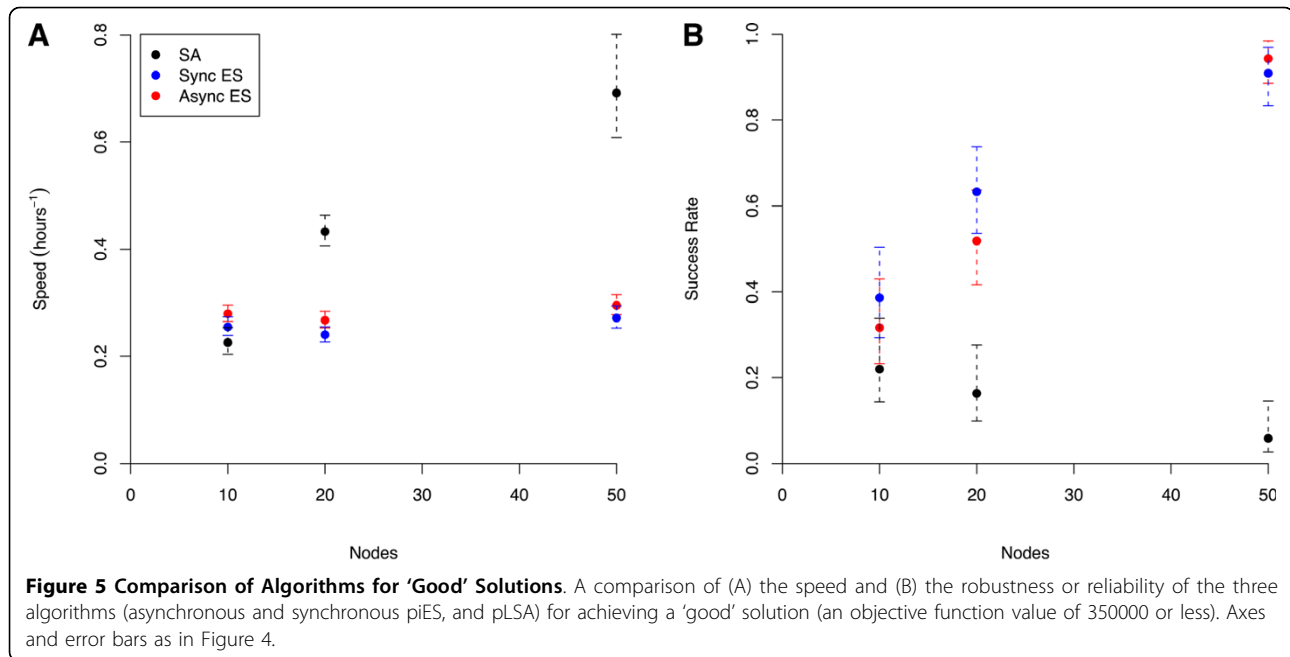 A
0.8
0.6
0.4
0.2
0.0
Speed (hours⁻¹)
SA
Sync ES
Async ES
0 10 20 30 40 50
Nodes
B
1.0
0.8
0.6
0.4
0.2
0.0
Success Rate
0 10 20 30 40 50
Nodes
Figure 5 Comparison of Algorithms for ‘Good’ Solutions. A comparison of (A) the speed and (B) the robustness or reliability of the three
algorithms (asynchronous and synchronous piES, and pLSA) for achieving a ‘good’ solution (an objective function value of 350000 or less). Axes
and error bars as in Figure 4.